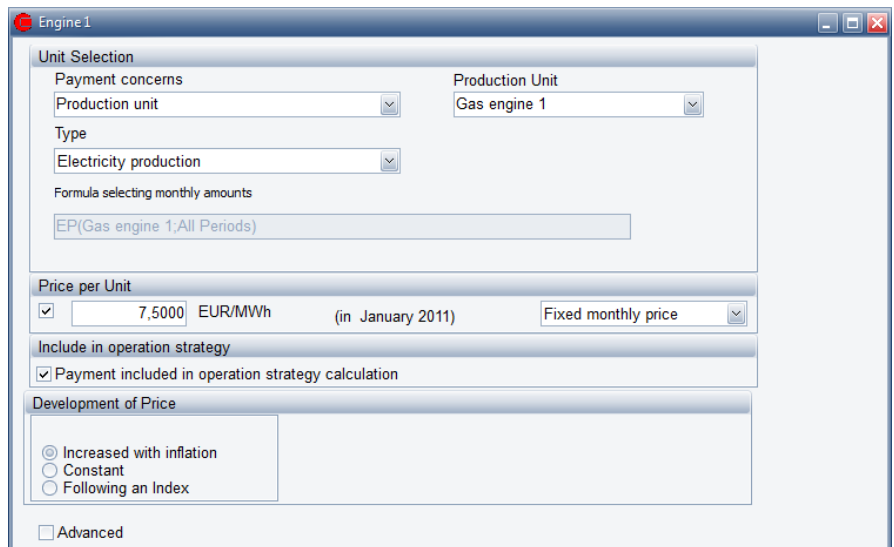 Engine1
Unit Selection
Payment concerns
Production Unit
Production unit
Gas engine 1
Type
Electricity production
Formula selecting monthly amounts
EP(Gas engine 1;All Periods)
Price per Unit
7,5000 EUR/MWh (in January 2011) Fixed monthly price
Include in operation strategy
Payment included in operation strategy calculation
Development of Price
Increased with inflation
Constant
Following an Index
Advanced